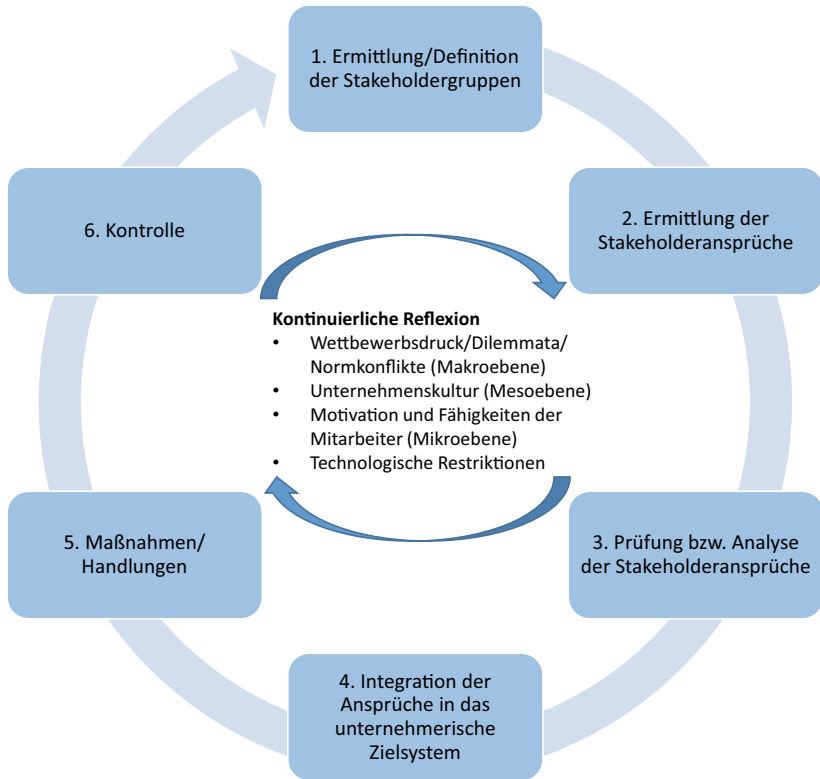 1. Ermittlung/Definition
der Stakeholdergruppen
2. Ermittlung der
Stakeholderansprüche
3. Prüfung bzw. Analyse
der Stakeholderansprüche
4. Integration der
Ansprüche in das
unternehmerische
Zielsystem
5. Maßnahmen/
Handlungen
6. Kontrolle
Kontinuierliche Reflexion
• Wettbewerbsdruck/Dilemmata/
Normkonflikte (Makroebene)
• Unternehmenskultur (Mesoebene)
• Motivation und Fähigkeiten der
Mitarbeiter (Mikroebene)
• Technologische Restriktionen